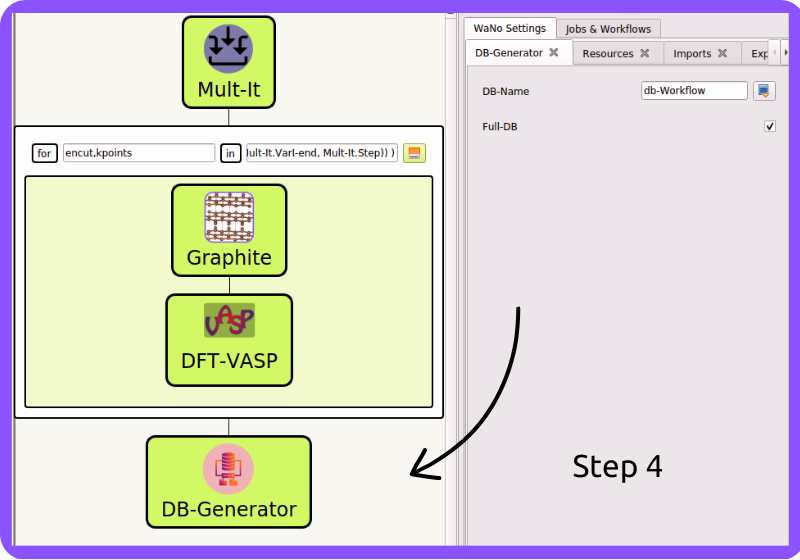 WaNo Settings
Jobs & Workflows
DB-Generator
Resources
Imports
Exp
DB-Name
db-Workflow
Full-DB
Mult-It
for
encut,kpoints
in
lult-It.VarI-end, Mult-It.Step)) )
Graphite
VASP
DFT-VASP
DB-Generator
Step 4